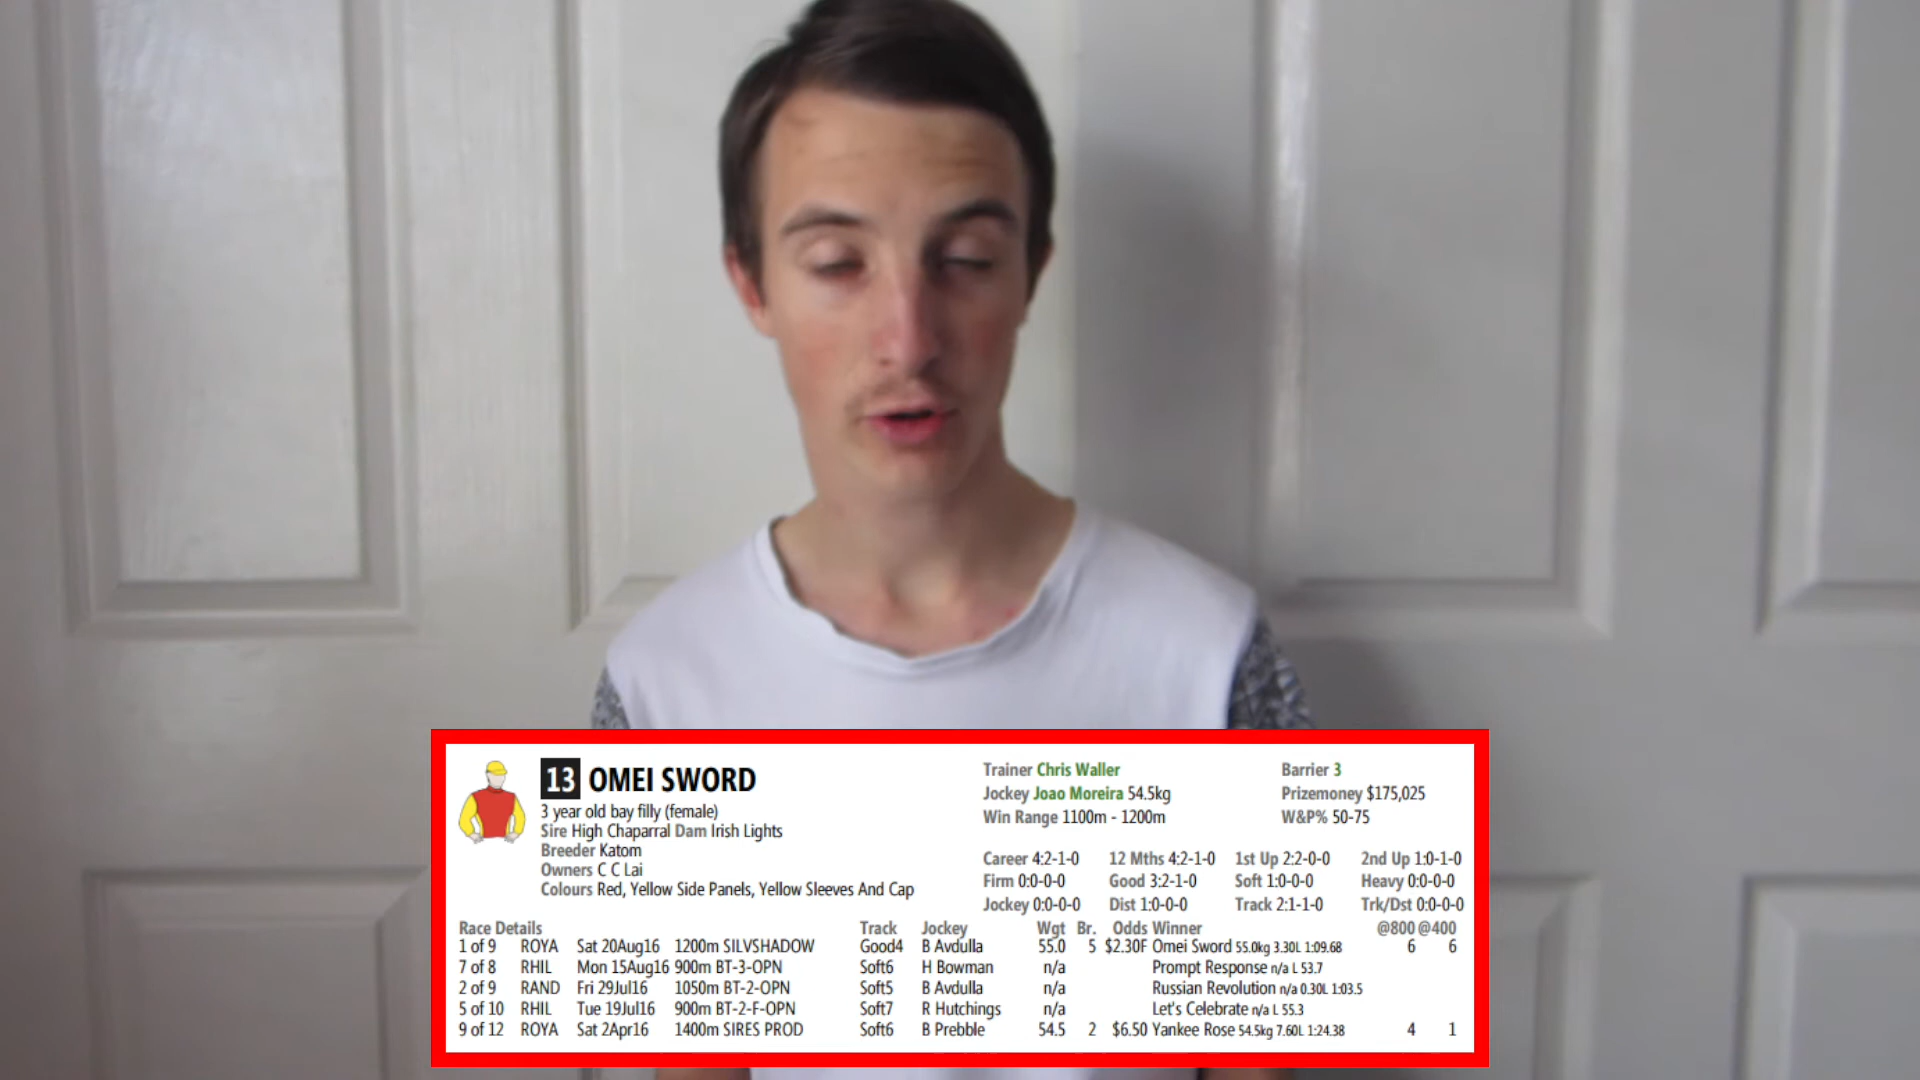 13 OMEI SWORD
3 year old bay filly (female)
Sire High Chaparral Dam Irish Lights
Breeder Katom
Owners C C Lai
Colours Red, Yellow Side Panels, Yellow Sleeves And Cap
Trainer Chris Waller
Jockey Joao Moreira 54.5kg
Win Range 1100m - 1200m
Barrier 3
Prizemoney $175,025
W&P% 50-75
Career 4:2-1-0 12 Mths 4:2-1-0 1st Up 2:2-0-0 2nd Up 1:0-1-0
Firm 0:0-0-0 Good 3:2-1-0 Soft 1:0-0-0 Heavy 0:0-0-0
Jockey 0:0-0-0 Dist 1:0-0-0 Track 2:1-1-0 Trk/Dst 0:0-0-0
Race Details Track Jockey Wgt Br. Odds Winner @800 @400
1 of 9 ROYA Sat 20Aug16 1200m SILVSHADOW Good4 B Avdulla 55.0 5 $2.30F Omei Sword 55.0kg 3.30L 1:09.68 6 6
7 of 8 RHIL Mon 15Aug16 900m BT-3-OPN Soft6 H Bowman n/a Prompt Response n/a L 53.7
2 of 9 RAND Fri 29Jul16 1050m BT-2-OPN Soft5 B Avdulla n/a Russian Revolution n/a 0.30L 1:03.5
5 of 10 RHIL Tue 19Jul16 900m BT-2-F-OPN Soft7 R Hutchings n/a Let's Celebrate n/a L 55.3
9 of 12 ROYA Sat 2Apr16 1400m SIRES PROD Soft6 B Prebble 54.5 2 $6.50 Yankee Rose 54.5kg 7.60L 1:24.38 4 1